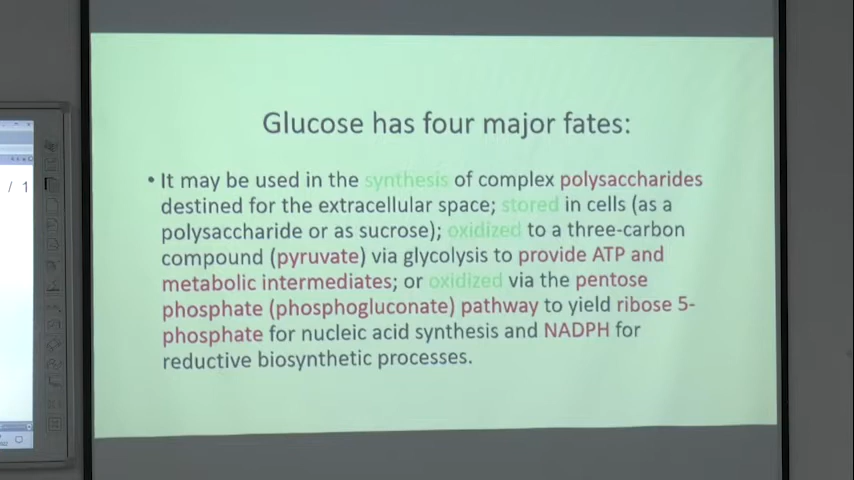 Glucose has four major fates:
• It may be used in the synthesis of complex polysaccharides
destined for the extracellular space; stored in cells (as a
polysaccharide or as sucrose); oxidized to a three-carbon
compound (pyruvate) via glycolysis to provide ATP and
metabolic intermediates; or oxidized via the pentose
phosphate (phosphogluconate) pathway to yield ribose 5-
phosphate for nucleic acid synthesis and NADPH for
reductive biosynthetic processes.
/ 1